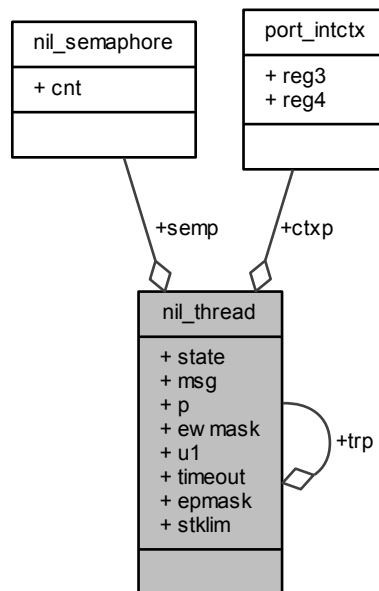 nil_semaphore
+ cnt
port_intctx
+ reg3
+ reg4
+semp
+ctxp
nil_thread
+ state
+ msg
+ p
+ ewmask
+ u1
+ timeout
+ epmask
+ stklim
+trp